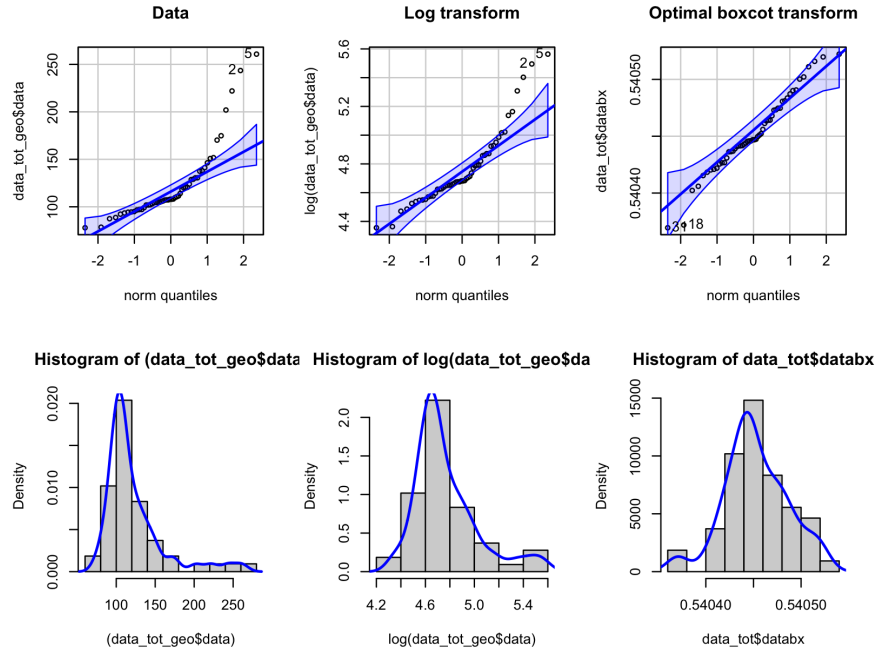 Data
Log transform
Optimal boxcot transform
data_tot_geo$data
100
150
200
250
5
2
-2
-1
0
1
2
norm quantiles
log(data_tot_geo$data)
4.4
4.8
5.2
5.6
5
2
-2
-1
0
1
2
norm quantiles
data_tot$databx
0.54040
0.54050
31
18
-2
-1
0
1
2
norm quantiles
Histogram of (data_tot_geo$data
Histogram of log(data_tot_geo$da
Histogram of data_tot$databx
Density
0.000
0.010
0.020
100
150
200
250
(data_tot_geo$data)
Density
0.0
0.5
1.0
1.5
2.0
4.2
4.6
5.0
5.4
log(data_tot_geo$data)
Density
0
5000
10000
15000
0.54040
0.54050
data_tot$databx